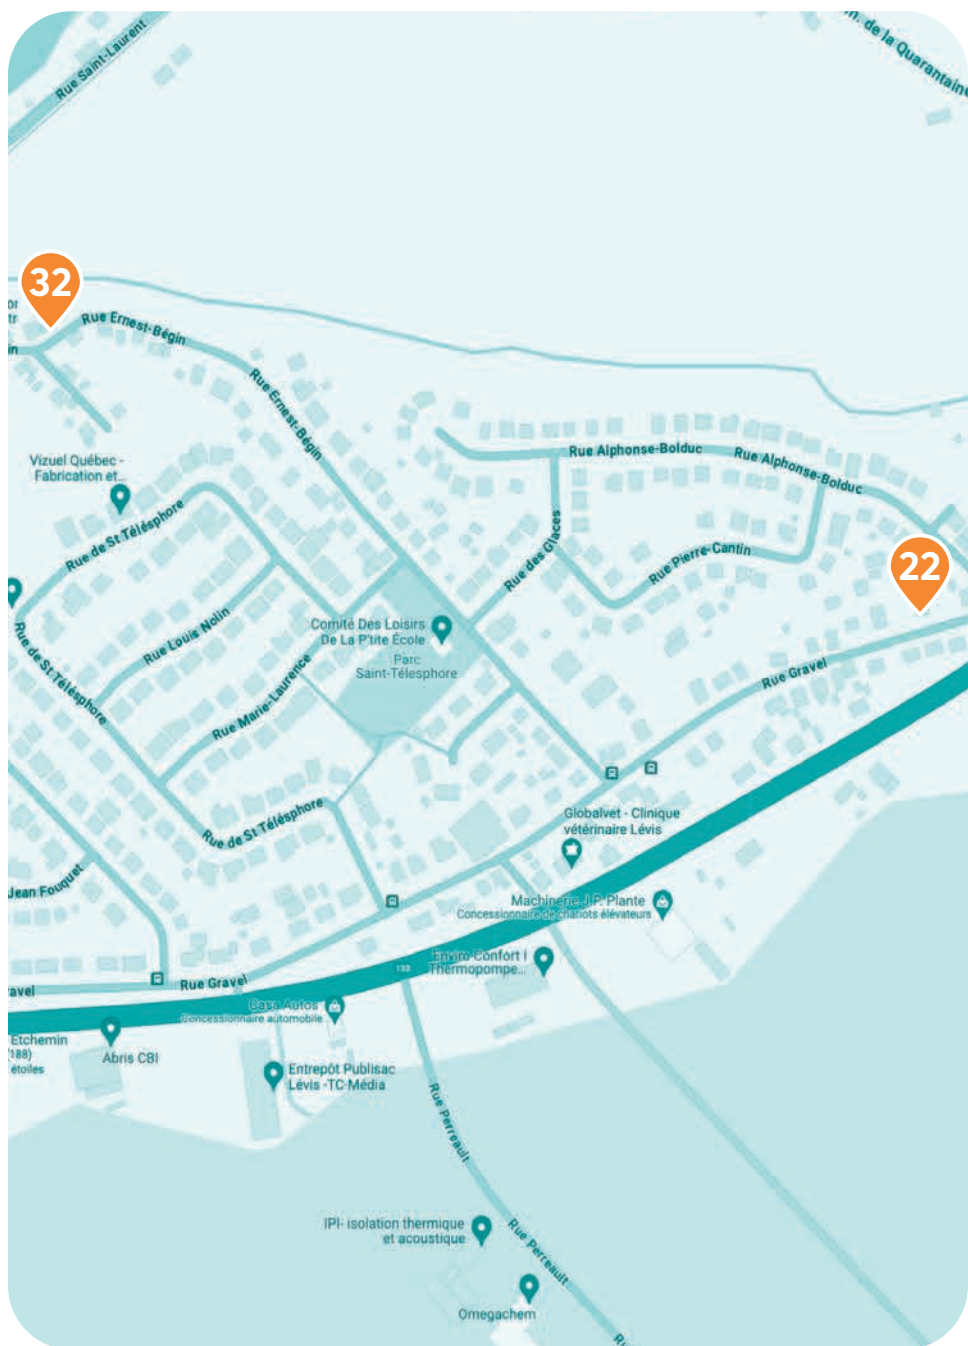 Rue Saint-Laurent
de la Quarantaine
32
Rue Ernest-Bégin
Rue Ernest-Bégin
Rue Alphonse-Bolduc
Rue Alphonse-Bolduc
Vizuel Québec -
Fabrication et...
Rue de St Télésphore
Rue des Glaces
Rue Pierre-Cantin
22
Rue Louis Nolin
Comité Des Loisirs
De La P'tite École
Parc
Saint-Télesphore
Rue de St Télésphore
Rue Marie-Laurence
Rue Gravel
Rue de St Télésphore
Globalvet - Clinique
vétérinaire Lévis
Jean Fouquet
Machinerie J.P. Plante
Concessionnaire de chariots élévateurs
Enviro Confort |
Thermopompe...
133
Rue Gravel
ravel
Casa Autos
Concessionnaire automobile
Etchemin
(188)
étoiles
Abris CBI
Entrepôt Publisac
Lévis -TC-Média
Rue Perreault
IPI- isolation thermique
et acoustique
Rue Perreault
Omegachem